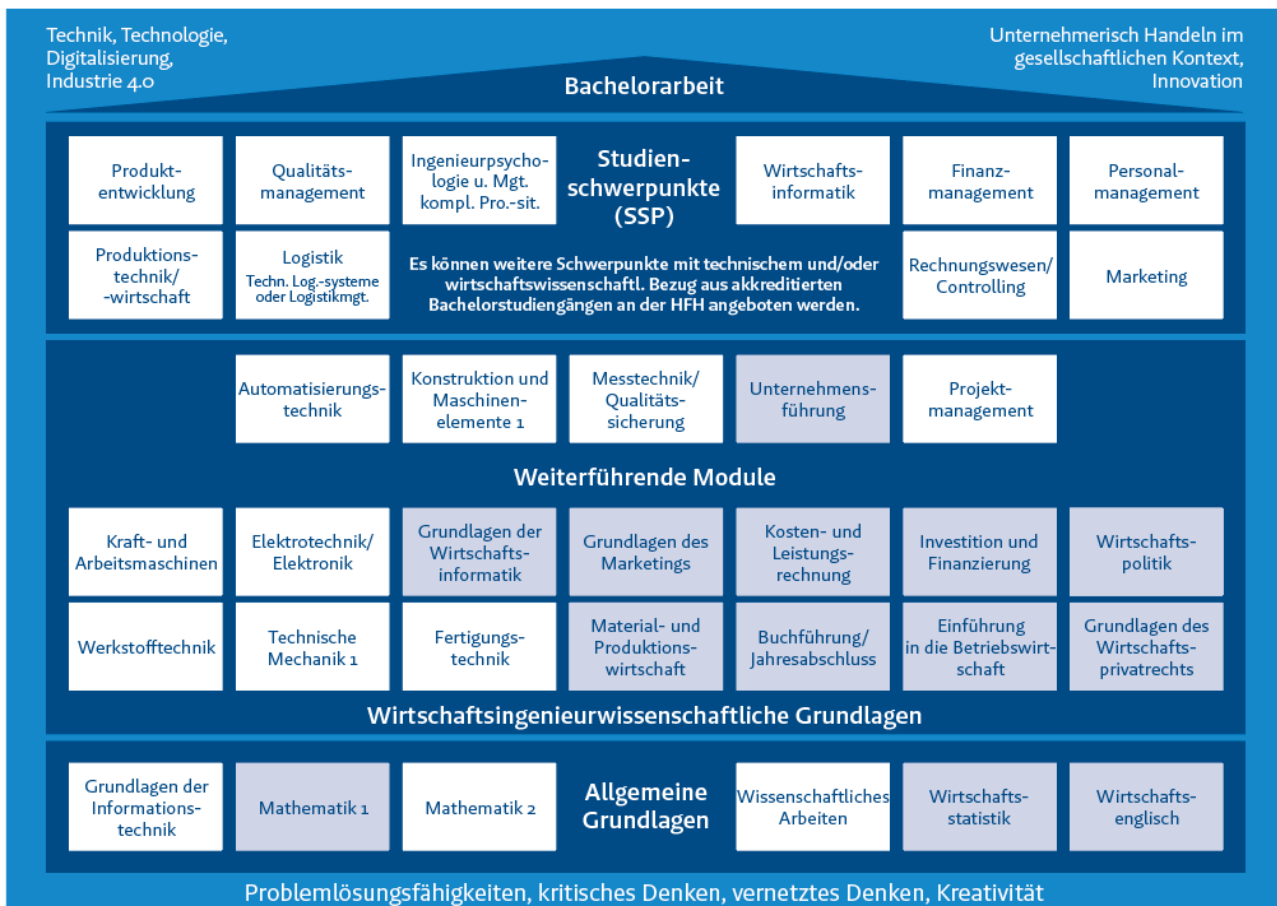 Technik, Technologie,
Digitalisierung,
Industrie 4.0
Unternehmerisch Handeln im
gesellschaftlichen Kontext,
Innovation
Bachelorarbeit
Produkt-
entwicklung
Qualitäts-
management
Ingenieurpsycho-
logie u. Mgt.
kompl. Pro.-sit.
Studien-
schwerpunkte
(SSP)
Wirtschafts-
informatik
Finanz-
management
Personal-
management
Produktions-
technik/
-wirtschaft
Logistik
Techn. Log.-systeme
oder Logistikmgt.
Es können weitere Schwerpunkte mit technischem und/oder
wirtschaftswissenschaftl. Bezug aus akkreditierten
Bachelorstudiengängen an der HFH angeboten werden.
Rechnungswesen/
Controlling
Marketing
Automatisierungs-
technik
Konstruktion und
Maschinen-
elemente 1
Messtechnik/
Qualitäts-
sicherung
Unternehmens-
führung
Projekt-
management
Weiterführende Module
Kraft- und
Arbeitsmaschinen
Elektrotechnik/
Elektronik
Grundlagen der
Wirtschafts-
informatik
Grundlagen des
Marketings
Kosten- und
Leistungs-
rechnung
Investition und
Finanzierung
Wirtschafts-
politik
Werkstofftechnik
Technische
Mechanik 1
Fertigungs-
technik
Material- und
Produktions-
wirtschaft
Buchführung/
Jahresabschluss
Einführung
in die Betriebswirt-
schaft
Grundlagen des
Wirtschafts-
privatrechts
Wirtschaftsingenieurwissenschaftliche Grundlagen
Grundlagen der
Informations-
technik
Mathematik 1
Mathematik 2
Allgemeine
Grundlagen
Wissenschaftliches
Arbeiten
Wirtschafts-
statistik
Wirtschafts-
englisch
Problemlösungsfähigkeiten, kritisches Denken, vernetztes Denken, Kreativität